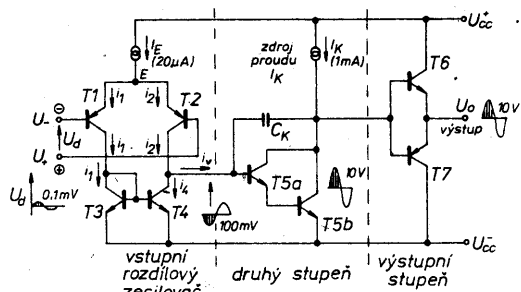 I_E
(20µA)
E
zdroj
proudu
I_K
I_K
(1mA)
U_cc^+
T6
T1
i_1
i_2
T2
U_-
⊖
U_d
i_1
i_2
C_K
U_o
výstup
10V
U_+
⊕
i_v
T7
U_d
0.1mV
i_1
i_4
T5a
10V
T3
T4
100mV
T5b
U_cc^-
vstupní
rozdílový
zesilovač
druhý stupeň
výstupní
stupeň